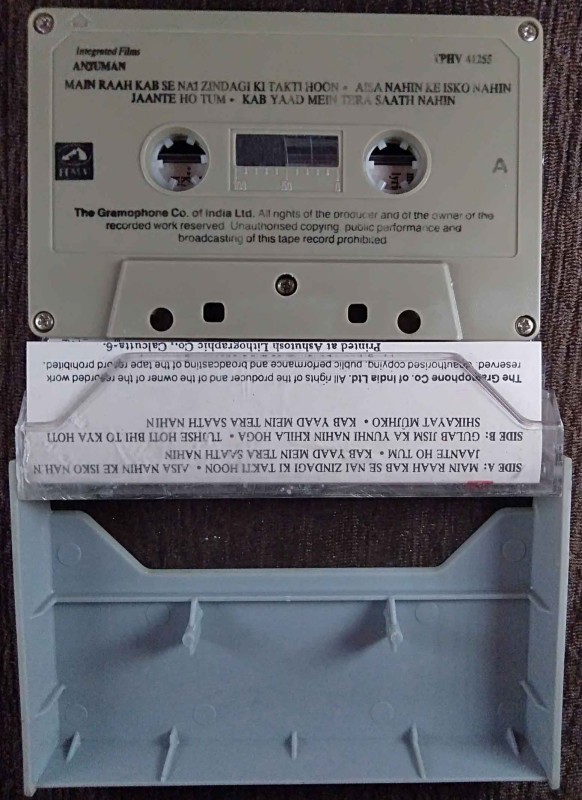 Integrated Films
ANJUMAN
TPHV 41255
MAIN RAAH KAB SE NAI ZINDAGI KI TAKTI HOON • AISA NAHIN KE ISKO NAHIN
JAANTE HO TUM • KAB YAAD MEIN TERA SAATH NAHIN
HMV
A
100 50 0
The Gramophone Co. of India Ltd. All rights of the producer and of the owner of the
recorded work reserved. Unauthorised copying, public performance and
broadcasting of this tape record prohibited
SIDE A: MAIN RAAH KAB SE NAI ZINDAGI KI TAKTI HOON • AISA NAHIN KE ISKO NAH N
JAANTE HO TUM • KAB YAAD MEIN TERA SAATH NAHIN
SIDE B: GULAB JISM KA YUNHI NAHIN KHILA HOGA • TUJHSE HOTI BHI TO KYA HOTI
SHIKAYAT MUJHKO • KAB YAAD MEIN TERA SAATH NAHIN
The Gramophone Co. of India Ltd. All rights of the producer and of the owner of the recorded work
reserved. Unauthorised copying, public performance and broadcasting of the tape record prohibited.
Printed at Ashutosh Lithographic Co., Calcutta-6.